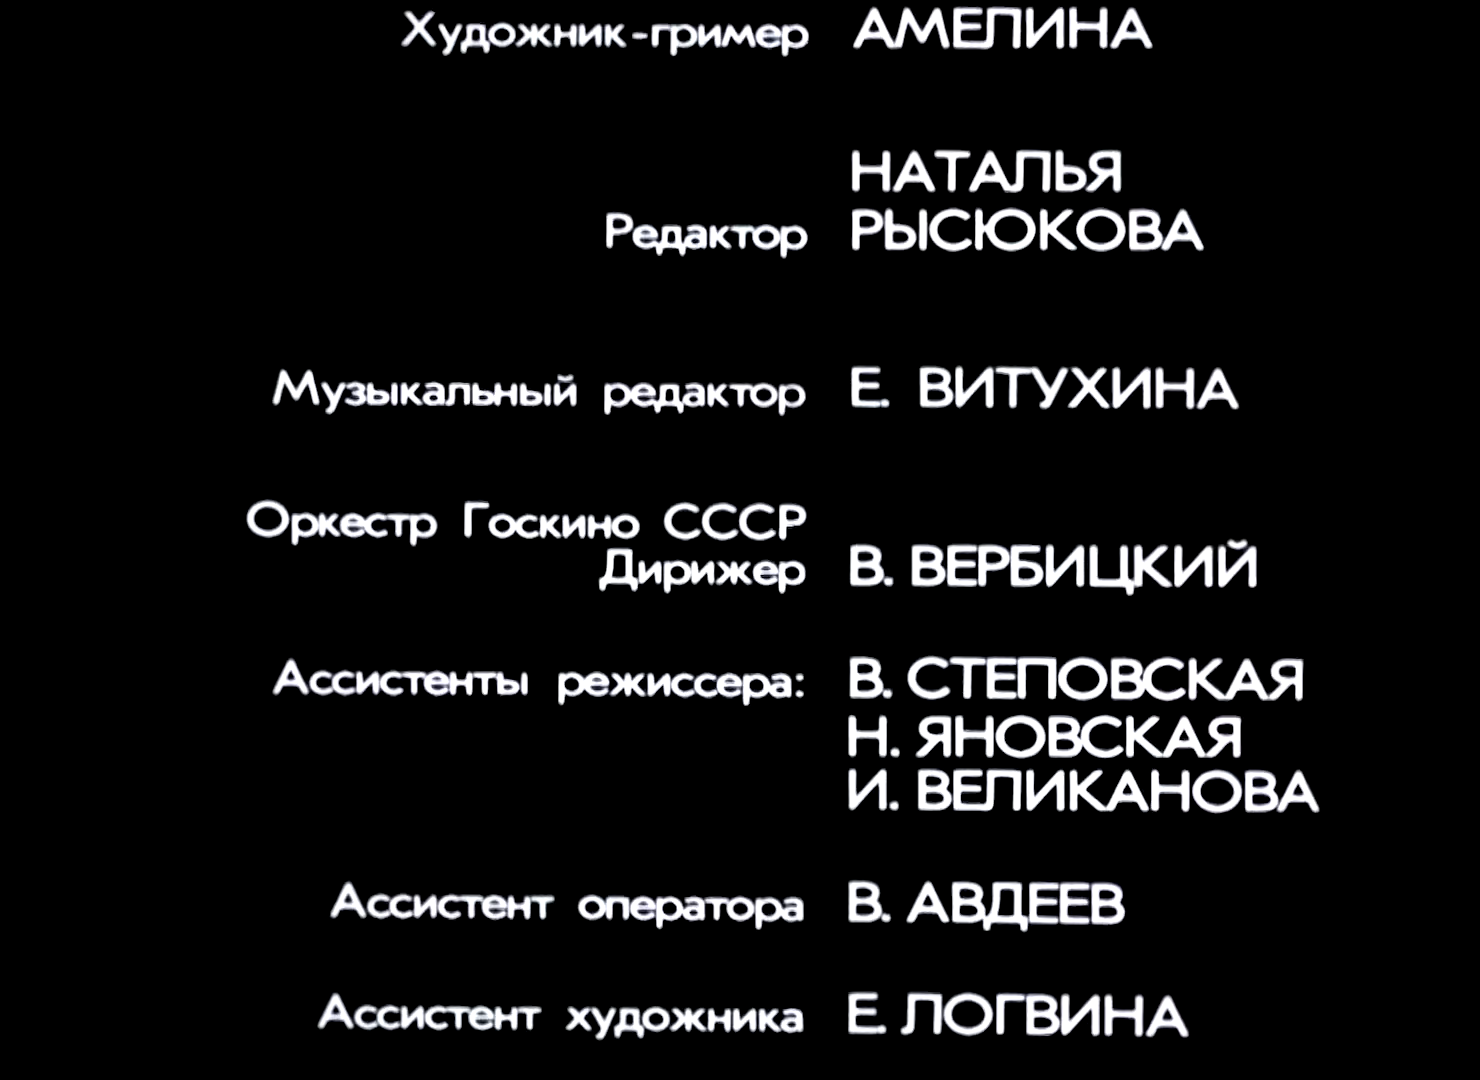 Художник-гример АМЕЛИНА
НАТАЛЬЯ
Редактор РЫСЮКОВА
Музыкальный редактор Е. ВИТУХИНА
Оркестр Госкино СССР
Дирижер В. ВЕРБИЦКИЙ
Ассистенты режиссера: В. СТЕПОВСКАЯ
Н. ЯНОВСКАЯ
И. ВЕЛИКАНОВА
Ассистент оператора В. АВДЕЕВ
Ассистент художника Е. ЛОГВИНА